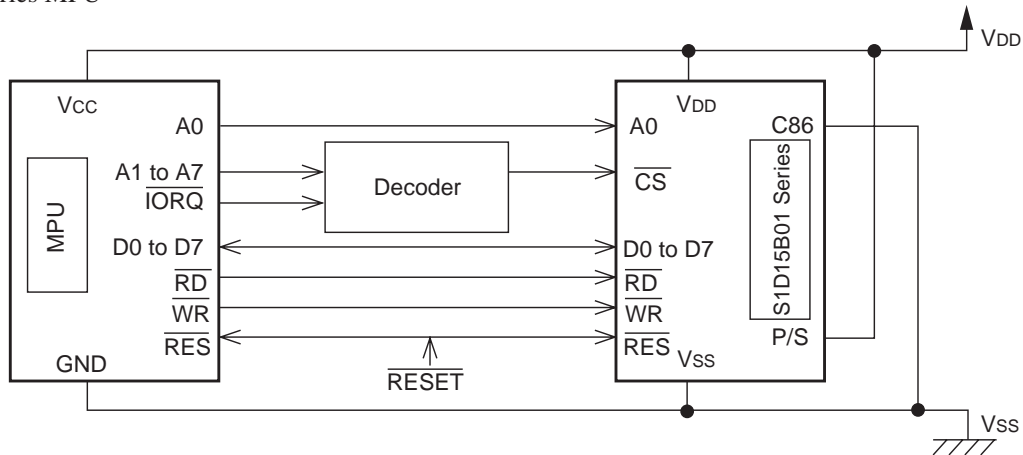 VDD
VCC
A0
A1 to A7
IORQ
MPU
D0 to D7
RD
WR
RES
GND
Decoder
RESET
VDD
A0
C86
CS
D0 to D7
RD
WR
RES
S1D15B01 Series
P/S
VSS
VSS